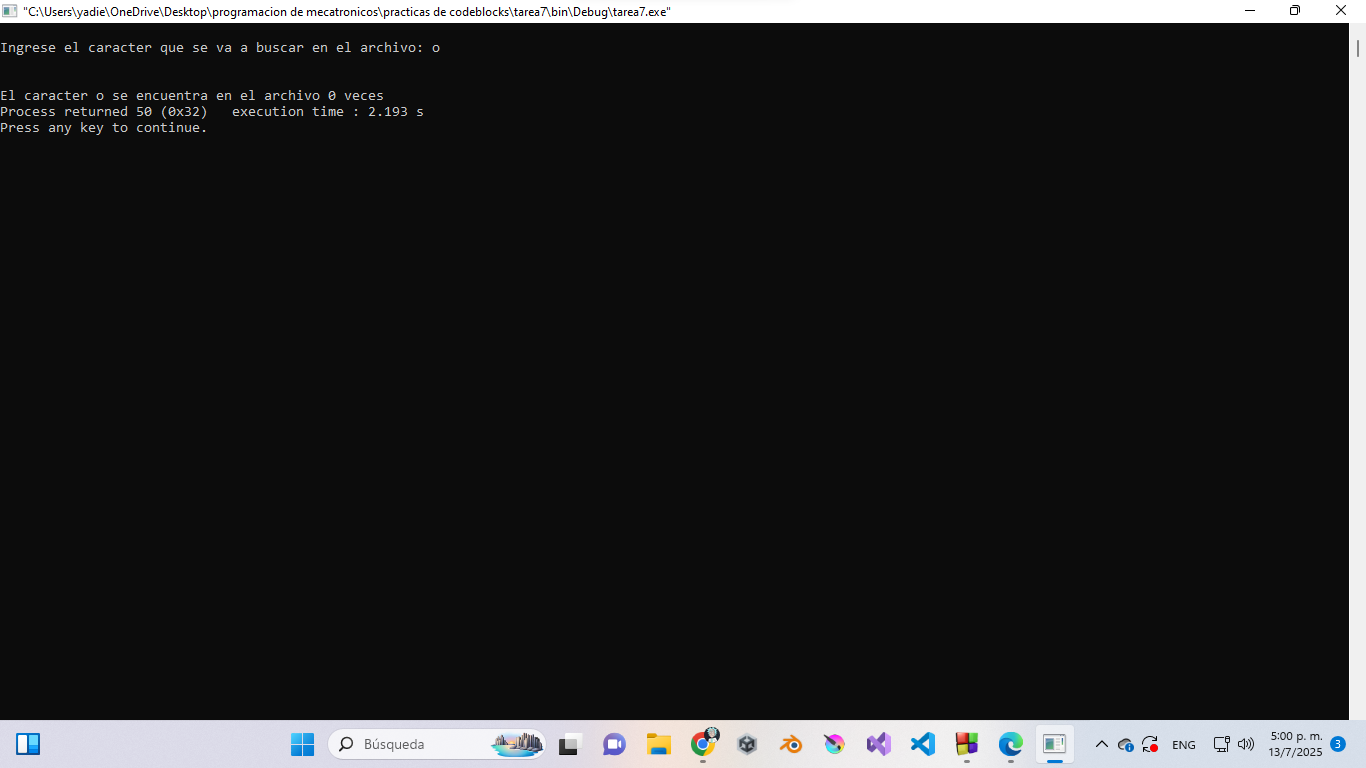 "C:\Users\yadie\OneDrive\Desktop\programacion de mecatronicos\practicas de codeblocks\tarea7\bin\Debug\tarea7.exe"
Ingrese el caracter que se va a buscar en el archivo: o
El caracter o se encuentra en el archivo 0 veces
Process returned 50 (0x32)   execution time : 2.193 s
Press any key to continue.
Búsqueda
ENG
5:00 p. m.
13/7/2025
3